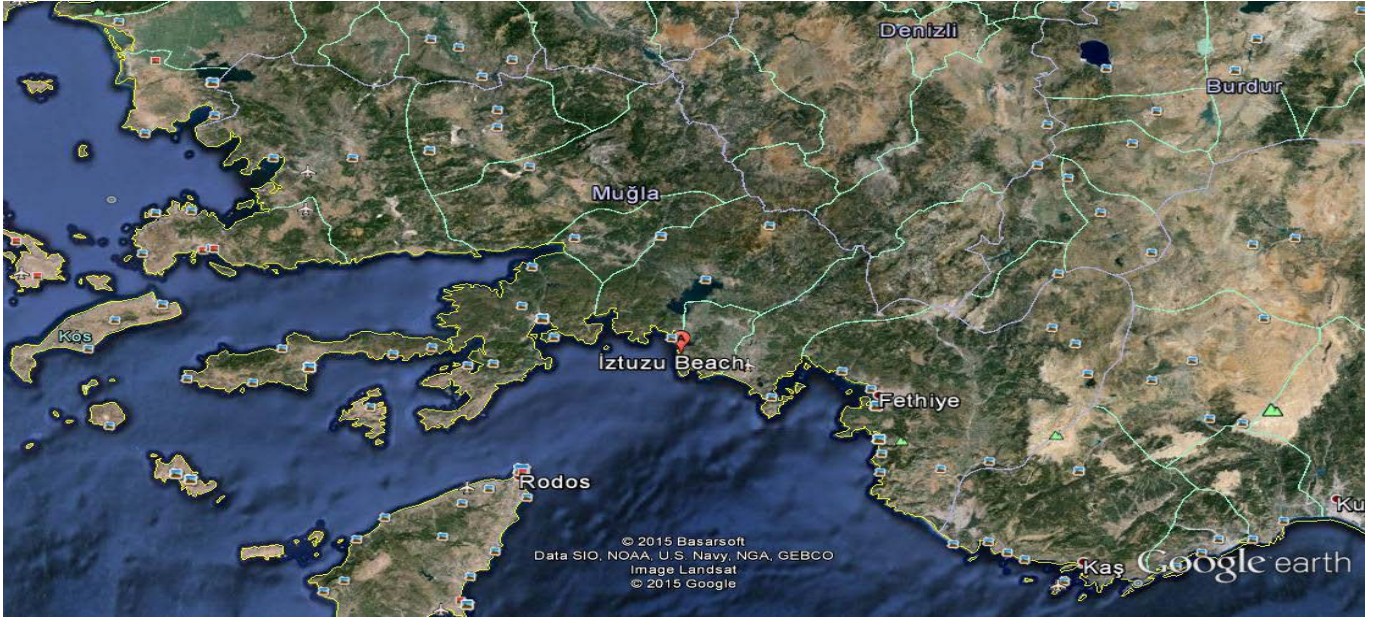 Denizli
Burdur
Muğla
Kos
İztuzu Beach
Fethiye
Rodos
Ku
© 2015 Basarsoft
Data SIO, NOAA, U.S. Navy, NGA, GEBCO
Image Landsat
© 2015 Google
Kaş
Google earth